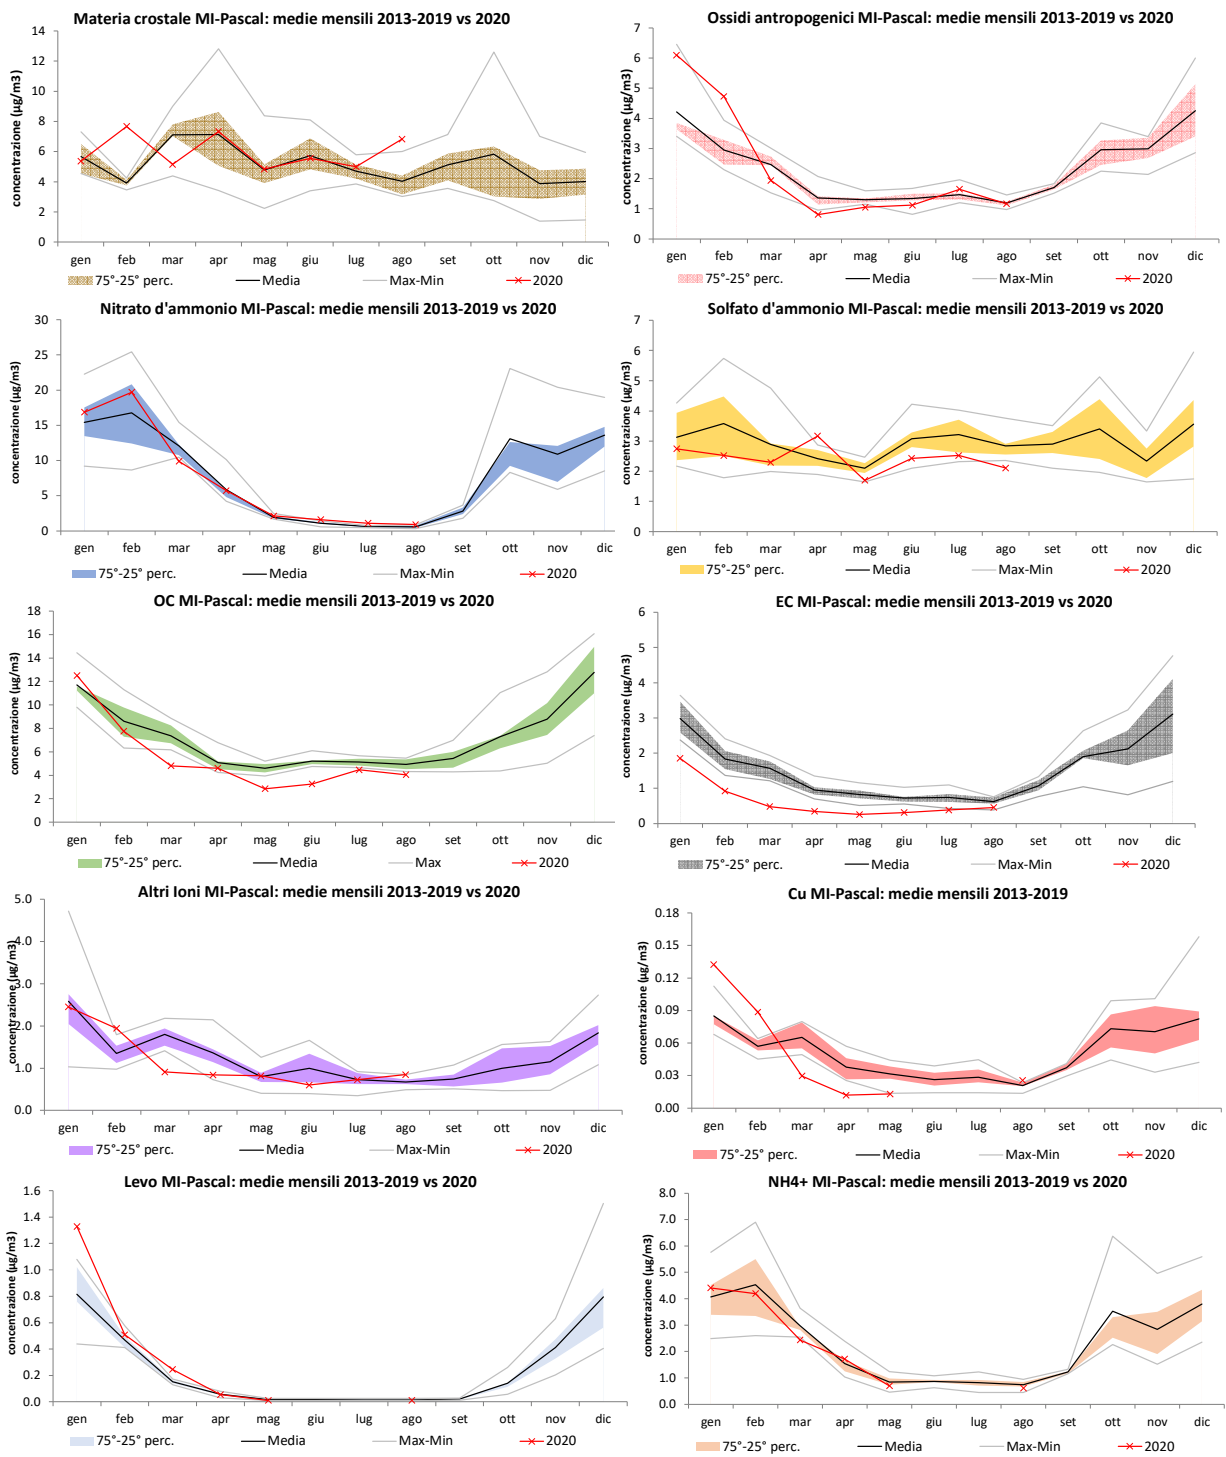 Materia crostale MI-Pascal: medie mensili 2013-2019 vs 2020
concentrazione (µg/m3)
14
12
10
8
6
4
2
0
gen feb mar apr mag giu lug ago set ott nov dic
75°-25° perc. Media Max-Min 2020
Ossidi antropogenici MI-Pascal: medie mensili 2013-2019 vs 2020
concentrazione (µg/m3)
7
6
5
4
3
2
1
0
gen feb mar apr mag giu lug ago set ott nov dic
75°-25° perc. Media Max-Min 2020
Nitrato d'ammonio MI-Pascal: medie mensili 2013-2019 vs 2020
concentrazione (µg/m3)
30
25
20
15
10
5
0
gen feb mar apr mag giu lug ago set ott nov dic
75°-25° perc. Media Max-Min 2020
Solfato d'ammonio MI-Pascal: medie mensili 2013-2019 vs 2020
concentrazione (µg/m3)
7
6
5
4
3
2
1
0
gen feb mar apr mag giu lug ago set ott nov dic
75°-25° perc. Media Max-Min 2020
OC MI-Pascal: medie mensili 2013-2019 vs 2020
concentrazione (µg/m3)
18
16
14
12
10
8
6
4
2
0
gen feb mar apr mag giu lug ago set ott nov dic
75°-25° perc. Media Max 2020
EC MI-Pascal: medie mensili 2013-2019 vs 2020
concentrazione (µg/m3)
6
5
4
3
2
1
0
gen feb mar apr mag giu lug ago set ott nov dic
75°-25° perc. Media Max-Min 2020
Altri Ioni MI-Pascal: medie mensili 2013-2019 vs 2020
concentrazione (µg/m3)
5.0
4.0
3.0
2.0
1.0
0.0
gen feb mar apr mag giu lug ago set ott nov dic
75°-25° perc. Media Max-Min 2020
Cu MI-Pascal: medie mensili 2013-2019
concentrazione (µg/m3)
0.18
0.15
0.12
0.09
0.06
0.03
0.00
gen feb mar apr mag giu lug ago set ott nov dic
75°-25° perc. Media Max-Min 2020
Levo MI-Pascal: medie mensili 2013-2019 vs 2020
concentrazione (µg/m3)
1.6
1.4
1.2
1.0
0.8
0.6
0.4
0.2
0.0
gen feb mar apr mag giu lug ago set ott nov dic
75°-25° perc. Media Max-Min 2020
NH4+ MI-Pascal: medie mensili 2013-2019 vs 2020
concentrazione (µg/m3)
8.0
7.0
6.0
5.0
4.0
3.0
2.0
1.0
0.0
gen feb mar apr mag giu lug ago set ott nov dic
75°-25° perc. Media Max-Min 2020